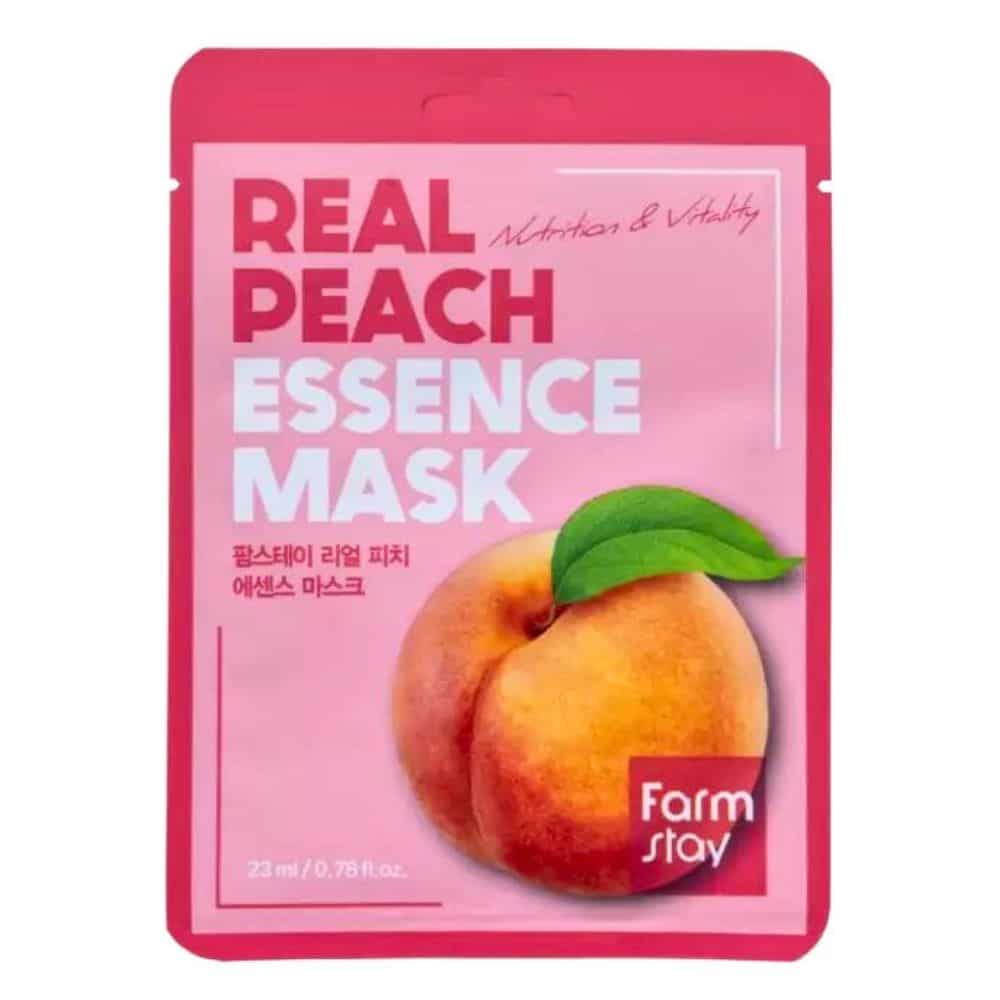 REAL
Nutrition & Vitality
PEACH
ESSENCE
MASK
팜스테이 리얼 피치
에센스 마스크
Farm
stay
23 ml / 0.78 fl.oz.